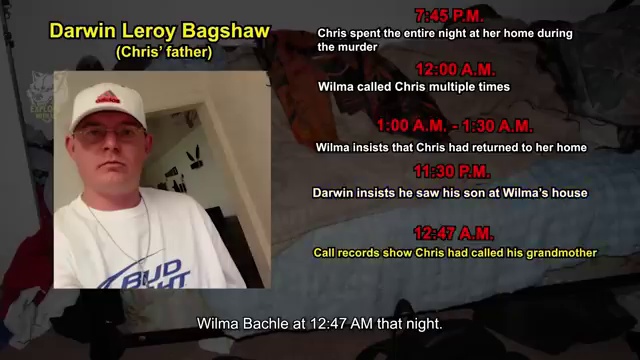 Darwin Leroy Bagshaw
(Chris' father)
7:45 P.M.
Chris spent the entire night at her home during
the murder
12:00 A.M.
Wilma called Chris multiple times
1:00 A.M. - 1:30 A.M.
Wilma insists that Chris had returned to her home
11:30 P.M.
Darwin insists he saw his son at Wilma's house
12:47 A.M.
Call records show Chris had called his grandmother
EXPLORE
WITH US
BUD
LIGHT
Wilma Bachle at 12:47 AM that night.